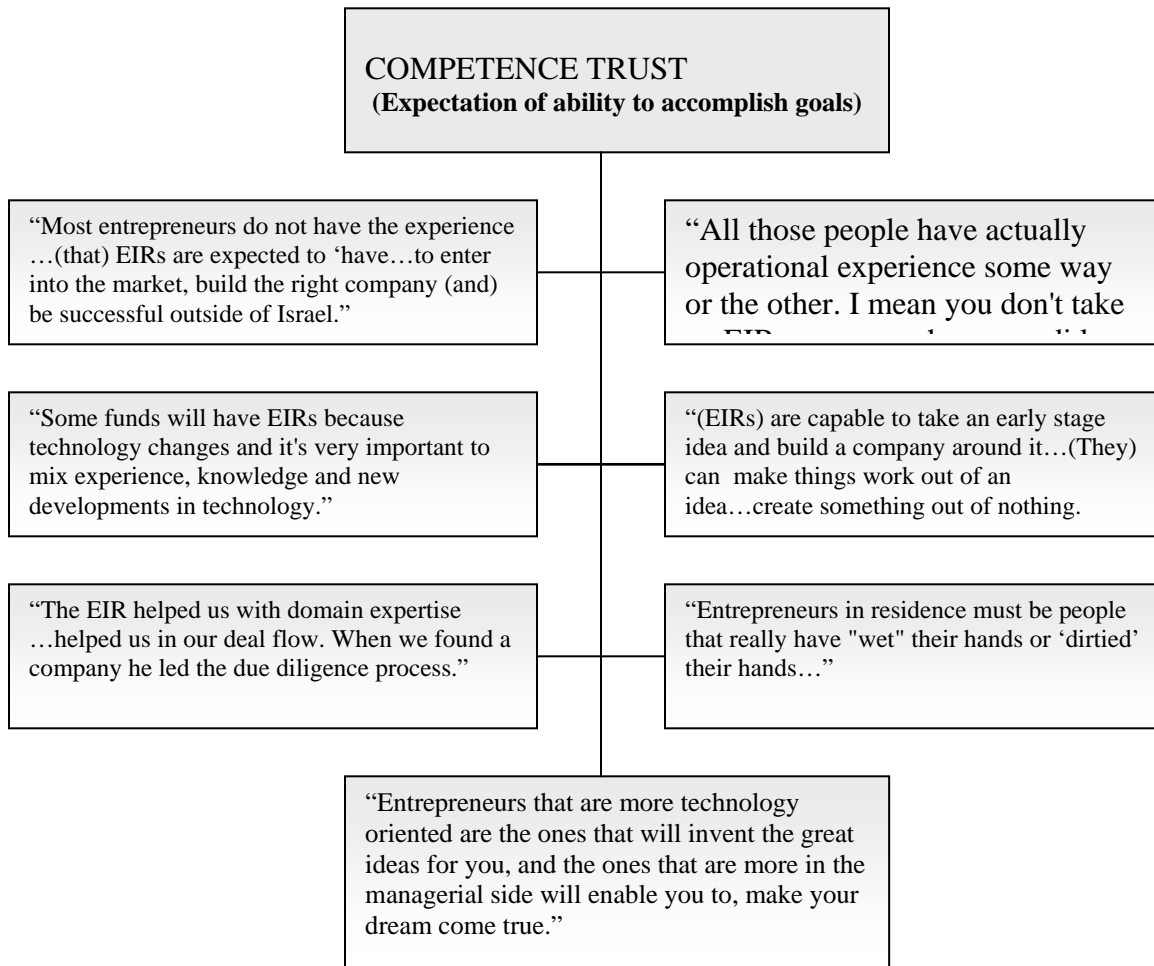 COMPETENCE TRUST
(Expectation of ability to accomplish goals)
“Most entrepreneurs do not have the experience
…(that) EIRs are expected to ‘have…to enter
into the market, build the right company (and)
be successful outside of Israel.”
“All those people have actually
operational experience some way
or the other. I mean you don't take
“Some funds will have EIRs because
technology changes and it's very important to
mix experience, knowledge and new
developments in technology.”
“(EIRs) are capable to take an early stage
idea and build a company around it…(They)
can  make things work out of an
idea…create something out of nothing.
“The EIR helped us with domain expertise
…helped us in our deal flow. When we found a
company he led the due diligence process.”
“Entrepreneurs in residence must be people
that really have "wet" their hands or ‘dirtied’
their hands…”
“Entrepreneurs that are more technology
oriented are the ones that will invent the great
ideas for you, and the ones that are more in the
managerial side will enable you to, make your
dream come true.”